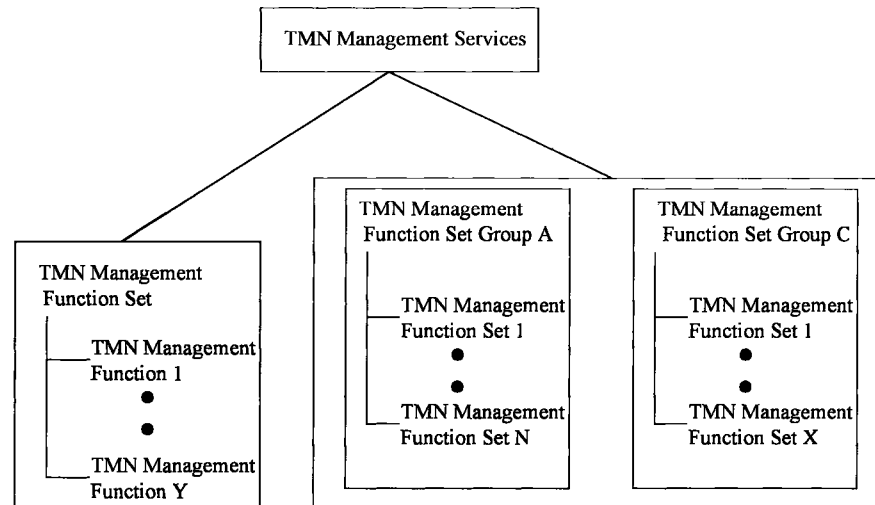 TMN Management Services
TMN Management
Function Set
TMN Management
Function 1
TMN Management
Function Y
TMN Management
Function Set Group A
TMN Management
Function Set 1
TMN Management
Function Set N
TMN Management
Function Set Group C
TMN Management
Function Set 1
TMN Management
Function Set X